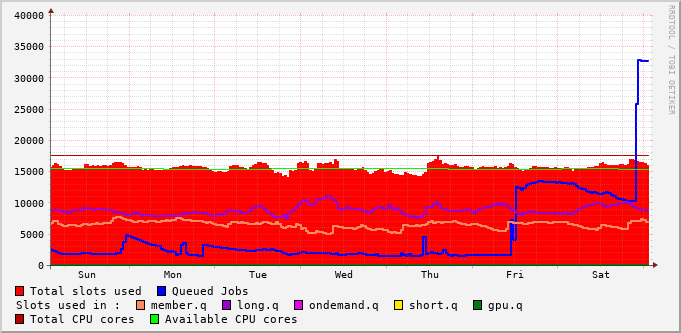 40000
35000
30000
25000
20000
15000
10000
5000
0
Sun Mon Tue Wed Thu Fri Sat
Total slots used Queued Jobs
Slots used in : member.q long.q ondemand.q short.q gpu.q
Total CPU cores Available CPU cores
RRDTOOL / TOBI OETIKER